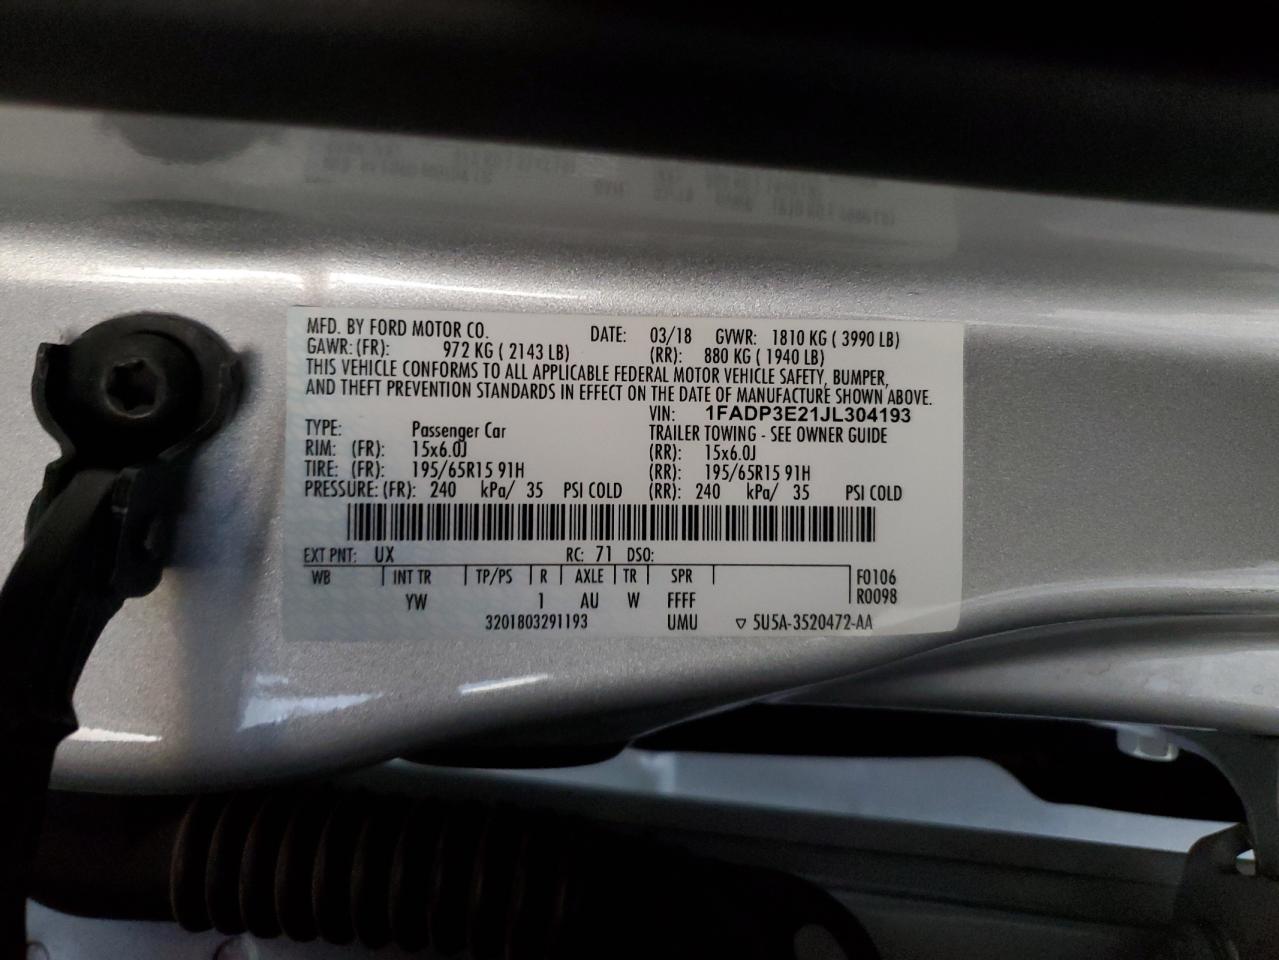 MFD. BY FORD MOTOR CO. DATE: 03/18 GVWR: 1810 KG ( 3990 LB)
GAWR: (FR): 972 KG ( 2143 LB) (RR): 880 KG ( 1940 LB)
THIS VEHICLE CONFORMS TO ALL APPLICABLE FEDERAL MOTOR VEHICLE SAFETY, BUMPER,
AND THEFT PREVENTION STANDARDS IN EFFECT ON THE DATE OF MANUFACTURE SHOWN ABOVE.
VIN: 1FADP3E21JL304193
TYPE: Passenger Car TRAILER TOWING - SEE OWNER GUIDE
RIM: (FR): 15x6.0J (RR): 15x6.0J
TIRE: (FR): 195/65R15 91H (RR): 195/65R15 91H
PRESSURE: (FR): 240 kPa/ 35 PSI COLD (RR): 240 kPa/ 35 PSI COLD
EXT PNT: UX RC: 71 DSO:
WB INT TR TP/PS R AXLE TR SPR F0106
YW 1 AU W FFFF R0098
3201803291193 UMU ▽ 5U5A-3520472-AA